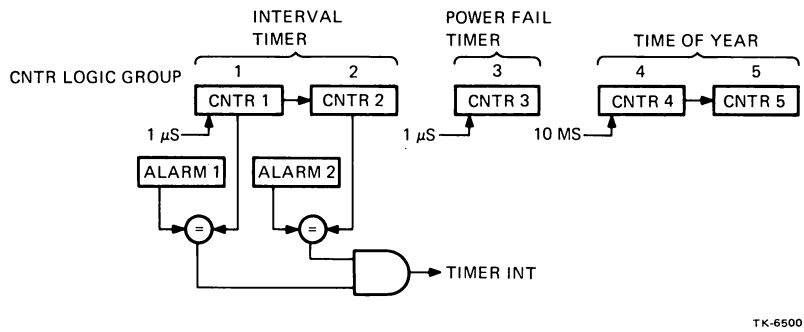 INTERVAL
TIMER
POWER FAIL
TIMER
TIME OF YEAR
CNTR LOGIC GROUP 1 2 3 4 5
CNTR 1 CNTR 2 CNTR 3 CNTR 4 CNTR 5
1 μS 1 μS 10 MS
ALARM 1 ALARM 2
= =
TIMER INT
TK-6500